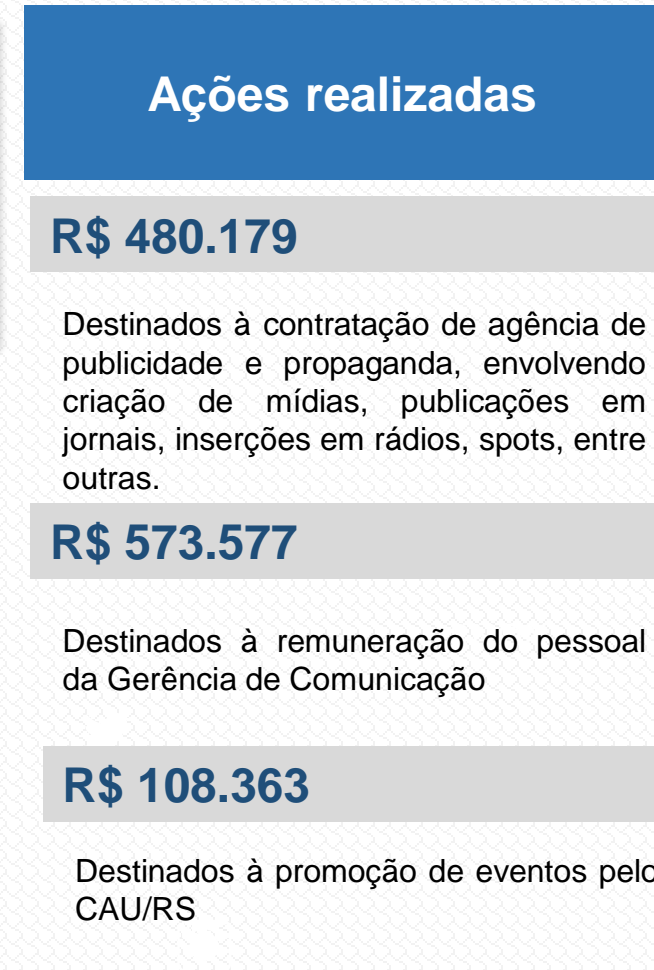 Ações realizadas
R$ 480.179
Destinados à contratação de agência de
publicidade e propaganda, envolvendo
criação de mídias, publicações em
jornais, inserções em rádios, spots, entre
outras.
R$ 573.577
Destinados à remuneração do pessoal
da Gerência de Comunicação
R$ 108.363
Destinados à promoção de eventos pelo
CAU/RS